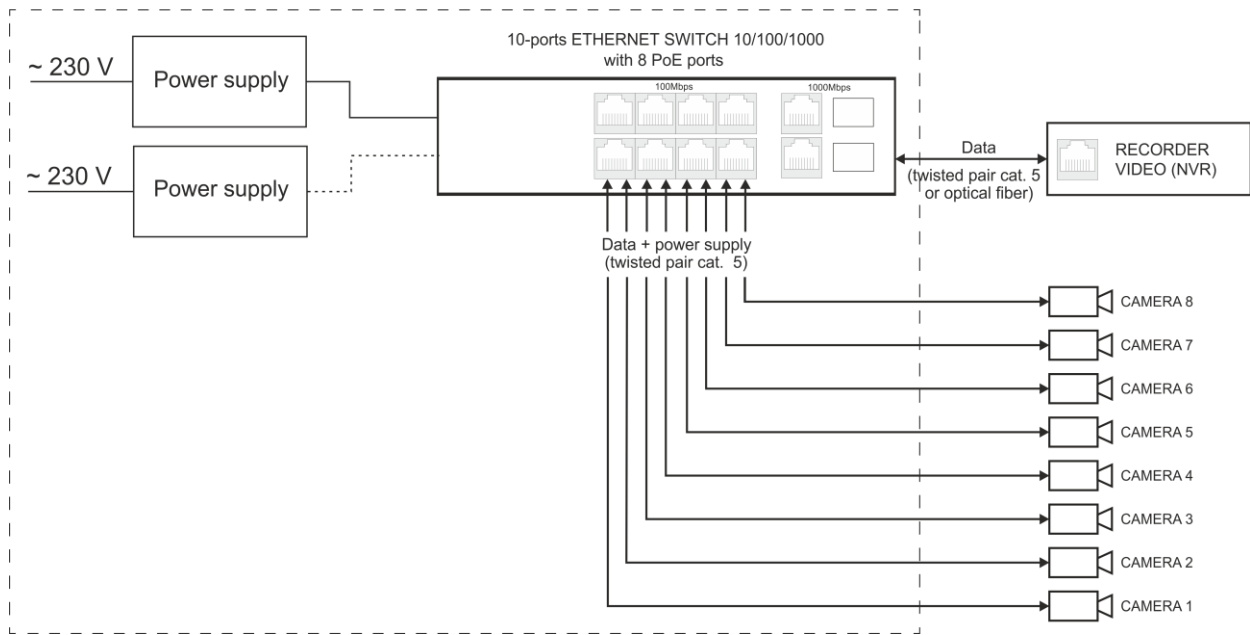 10-ports ETHERNET SWITCH 10/100/1000
with 8 PoE ports
~ 230 V
Power supply
100Mbps
1000Mbps
~ 230 V
Power supply
Data
(twisted pair cat. 5
or optical fiber)
RECORDER
VIDEO (NVR)
Data + power supply
(twisted pair cat. 5)
CAMERA 8
CAMERA 7
CAMERA 6
CAMERA 5
CAMERA 4
CAMERA 3
CAMERA 2
CAMERA 1